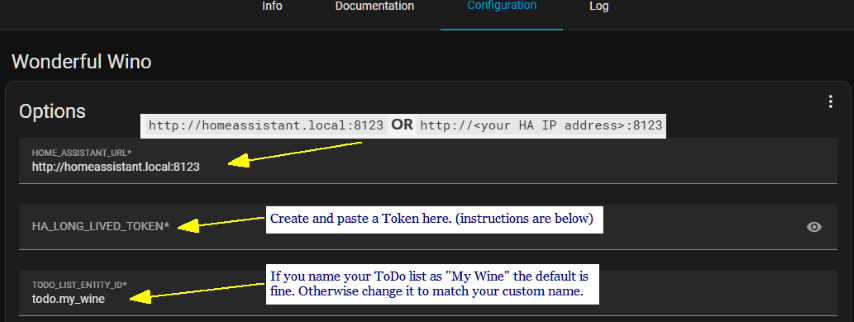 Info Documentation Configuration Log
Wonderful Wino
Options
http://homeassistant.local:8123 OR http://<your HA IP address>:8123
HOME_ASSISTANT_URL*
http://homeassistant.local:8123
HA_LONG_LIVED_TOKEN*
Create and paste a Token here. (instructions are below)
TODO_LIST_ENTITY_ID*
todo.my_wine
If you name your ToDo list as "My Wine" the default is
fine. Otherwise change it to match your custom name.